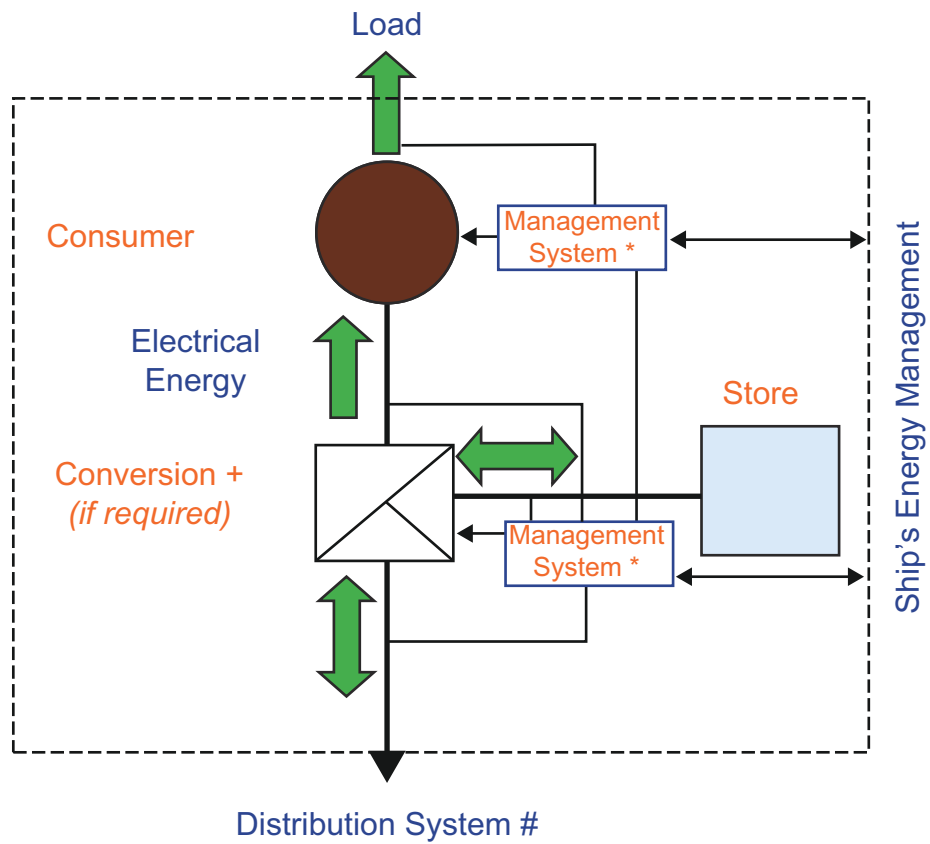 Load
Consumer
Management
System *
Electrical
Energy
Store
Conversion +
(if required)
Management
System *
Ship's Energy Management
Distribution System #